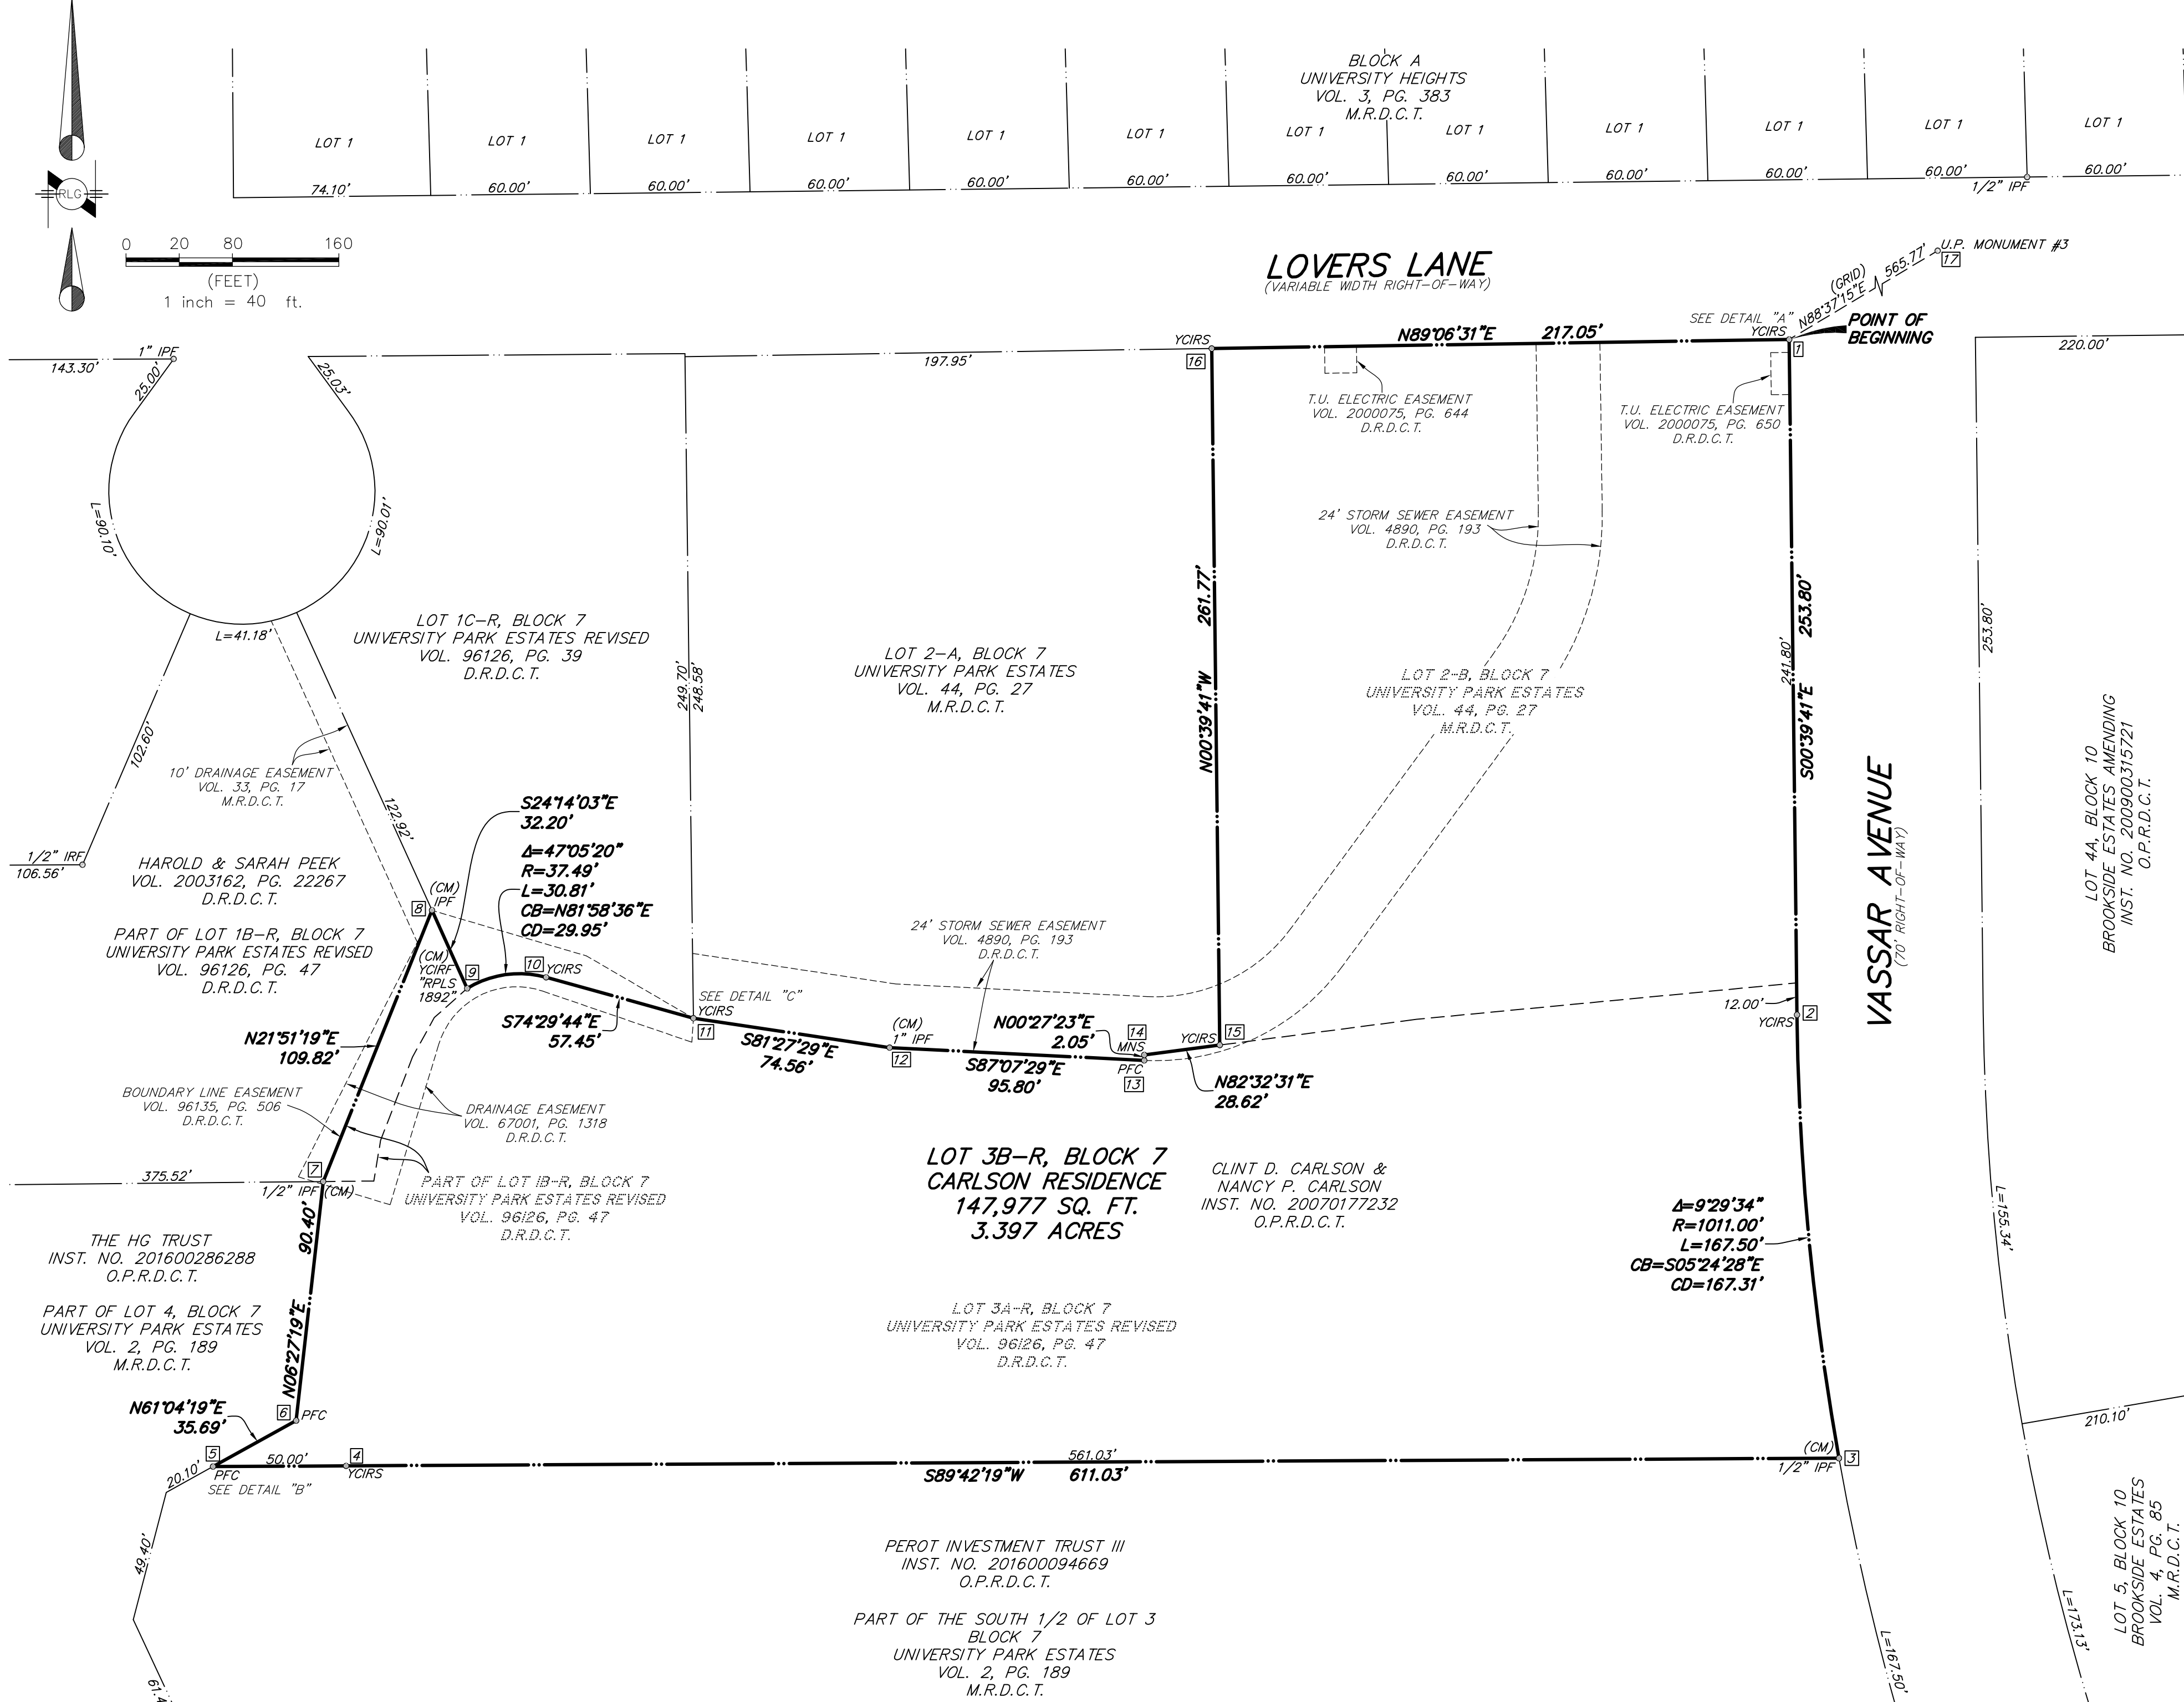 BLOCK A
UNIVERSITY HEIGHTS
VOL. 3, PG. 383
M.R.D.C.T.
LOT 1
LOT 1
LOT 1
LOT 1
LOT 1
LOT 1
LOT 1
LOT 1
LOT 1
LOT 1
LOT 1
LOT 1
74.10'
60.00'
60.00'
60.00'
60.00'
60.00'
60.00'
60.00'
60.00'
60.00'
60.00'
60.00'
1/2" IPF
RLG
0 20 80 160
(FEET)
1 inch = 40 ft.
LOVERS LANE
(VARIABLE WIDTH RIGHT-OF-WAY)
U.P. MONUMENT #3
17
(GRID)
N88°37'15"E 565.77'
SEE DETAIL "A"
YCIRS
1
POINT OF
BEGINNING
220.00'
YCIRS
16
N89°06'31"E 217.05'
197.95'
1" IPF
143.30'
25.00'
25.03'
L=90.10'
L=90.01'
L=41.18'
T.U. ELECTRIC EASEMENT
VOL. 2000075, PG. 644
D.R.D.C.T.
T.U. ELECTRIC EASEMENT
VOL. 2000075, PG. 650
D.R.D.C.T.
24' STORM SEWER EASEMENT
VOL. 4890, PG. 193
D.R.D.C.T.
261.77'
N00°39'41"W
253.80'
241.80'
S00°39'41"E
253.80'
LOT 1C-R, BLOCK 7
UNIVERSITY PARK ESTATES REVISED
VOL. 96126, PG. 39
D.R.D.C.T.
249.70'
248.58'
LOT 2-A, BLOCK 7
UNIVERSITY PARK ESTATES
VOL. 44, PG. 27
M.R.D.C.T.
LOT 2-B, BLOCK 7
UNIVERSITY PARK ESTATES
VOL. 44, PG. 27
M.R.D.C.T.
VASSAR AVENUE
(70' RIGHT-OF-WAY)
LOT 4A, BLOCK 10
BROOKSIDE ESTATES AMENDING
INST. NO. 200900315721
O.P.R.D.C.T.
102.60'
10' DRAINAGE EASEMENT
VOL. 33, PG. 17
M.R.D.C.T.
122.92'
1/2" IRF
106.56'
HAROLD & SARAH PEEK
VOL. 2003162, PG. 22267
D.R.D.C.T.
PART OF LOT 1B-R, BLOCK 7
UNIVERSITY PARK ESTATES REVISED
VOL. 96126, PG. 47
D.R.D.C.T.
S24°14'03"E
32.20'
Δ=47°05'20"
R=37.49'
L=30.81'
CB=N81°58'36"E
CD=29.95'
(CM)
IPF
8
(CM)
YCIRF
"RPLS
1892"
9
10
YCIRS
24' STORM SEWER EASEMENT
VOL. 4890, PG. 193
D.R.D.C.T.
SEE DETAIL "C"
YCIRS
11
S74°29'44"E
57.45'
S81°27'29"E
74.56'
(CM)
1" IPF
12
S87°07'29"E
95.80'
N00°27'23"E
2.05'
14
MNS
PFC
13
YCIRS
15
N82°32'31"E
28.62'
12.00'
YCIRS
2
N21°51'19"E
109.82'
BOUNDARY LINE EASEMENT
VOL. 96135, PG. 506
D.R.D.C.T.
DRAINAGE EASEMENT
VOL. 67001, PG. 1318
D.R.D.C.T.
375.52'
7
1/2" IPF (CM)
PART OF LOT 1B-R, BLOCK 7
UNIVERSITY PARK ESTATES REVISED
VOL. 96126, PG. 47
D.R.D.C.T.
LOT 3B-R, BLOCK 7
CARLSON RESIDENCE
147,977 SQ. FT.
3.397 ACRES
CLINT D. CARLSON &
NANCY P. CARLSON
INST. NO. 20070177232
O.P.R.D.C.T.
Δ=9°29'34"
R=1011.00'
L=167.50'
CB=S05°24'28"E
CD=167.31'
L=155.34'
THE HG TRUST
INST. NO. 201600286288
O.P.R.D.C.T.
PART OF LOT 4, BLOCK 7
UNIVERSITY PARK ESTATES
VOL. 2, PG. 189
M.R.D.C.T.
90.40'
N06°27'19"E
LOT 3A-R, BLOCK 7
UNIVERSITY PARK ESTATES REVISED
VOL. 96126, PG. 47
D.R.D.C.T.
N61°04'19"E
35.69'
6
PFC
5
PFC
SEE DETAIL "B"
50.00'
4
YCIRS
561.03'
S89°42'19"W 611.03'
(CM)
1/2" IPF
3
210.10'
20.10'
49.40'
61.4
PEROT INVESTMENT TRUST III
INST. NO. 201600094669
O.P.R.D.C.T.
PART OF THE SOUTH 1/2 OF LOT 3
BLOCK 7
UNIVERSITY PARK ESTATES
VOL. 2, PG. 189
M.R.D.C.T.
L=167.50'
L=173.13'
LOT 5, BLOCK 10
BROOKSIDE ESTATES
VOL. 4, PG. 85
M.R.D.C.T.